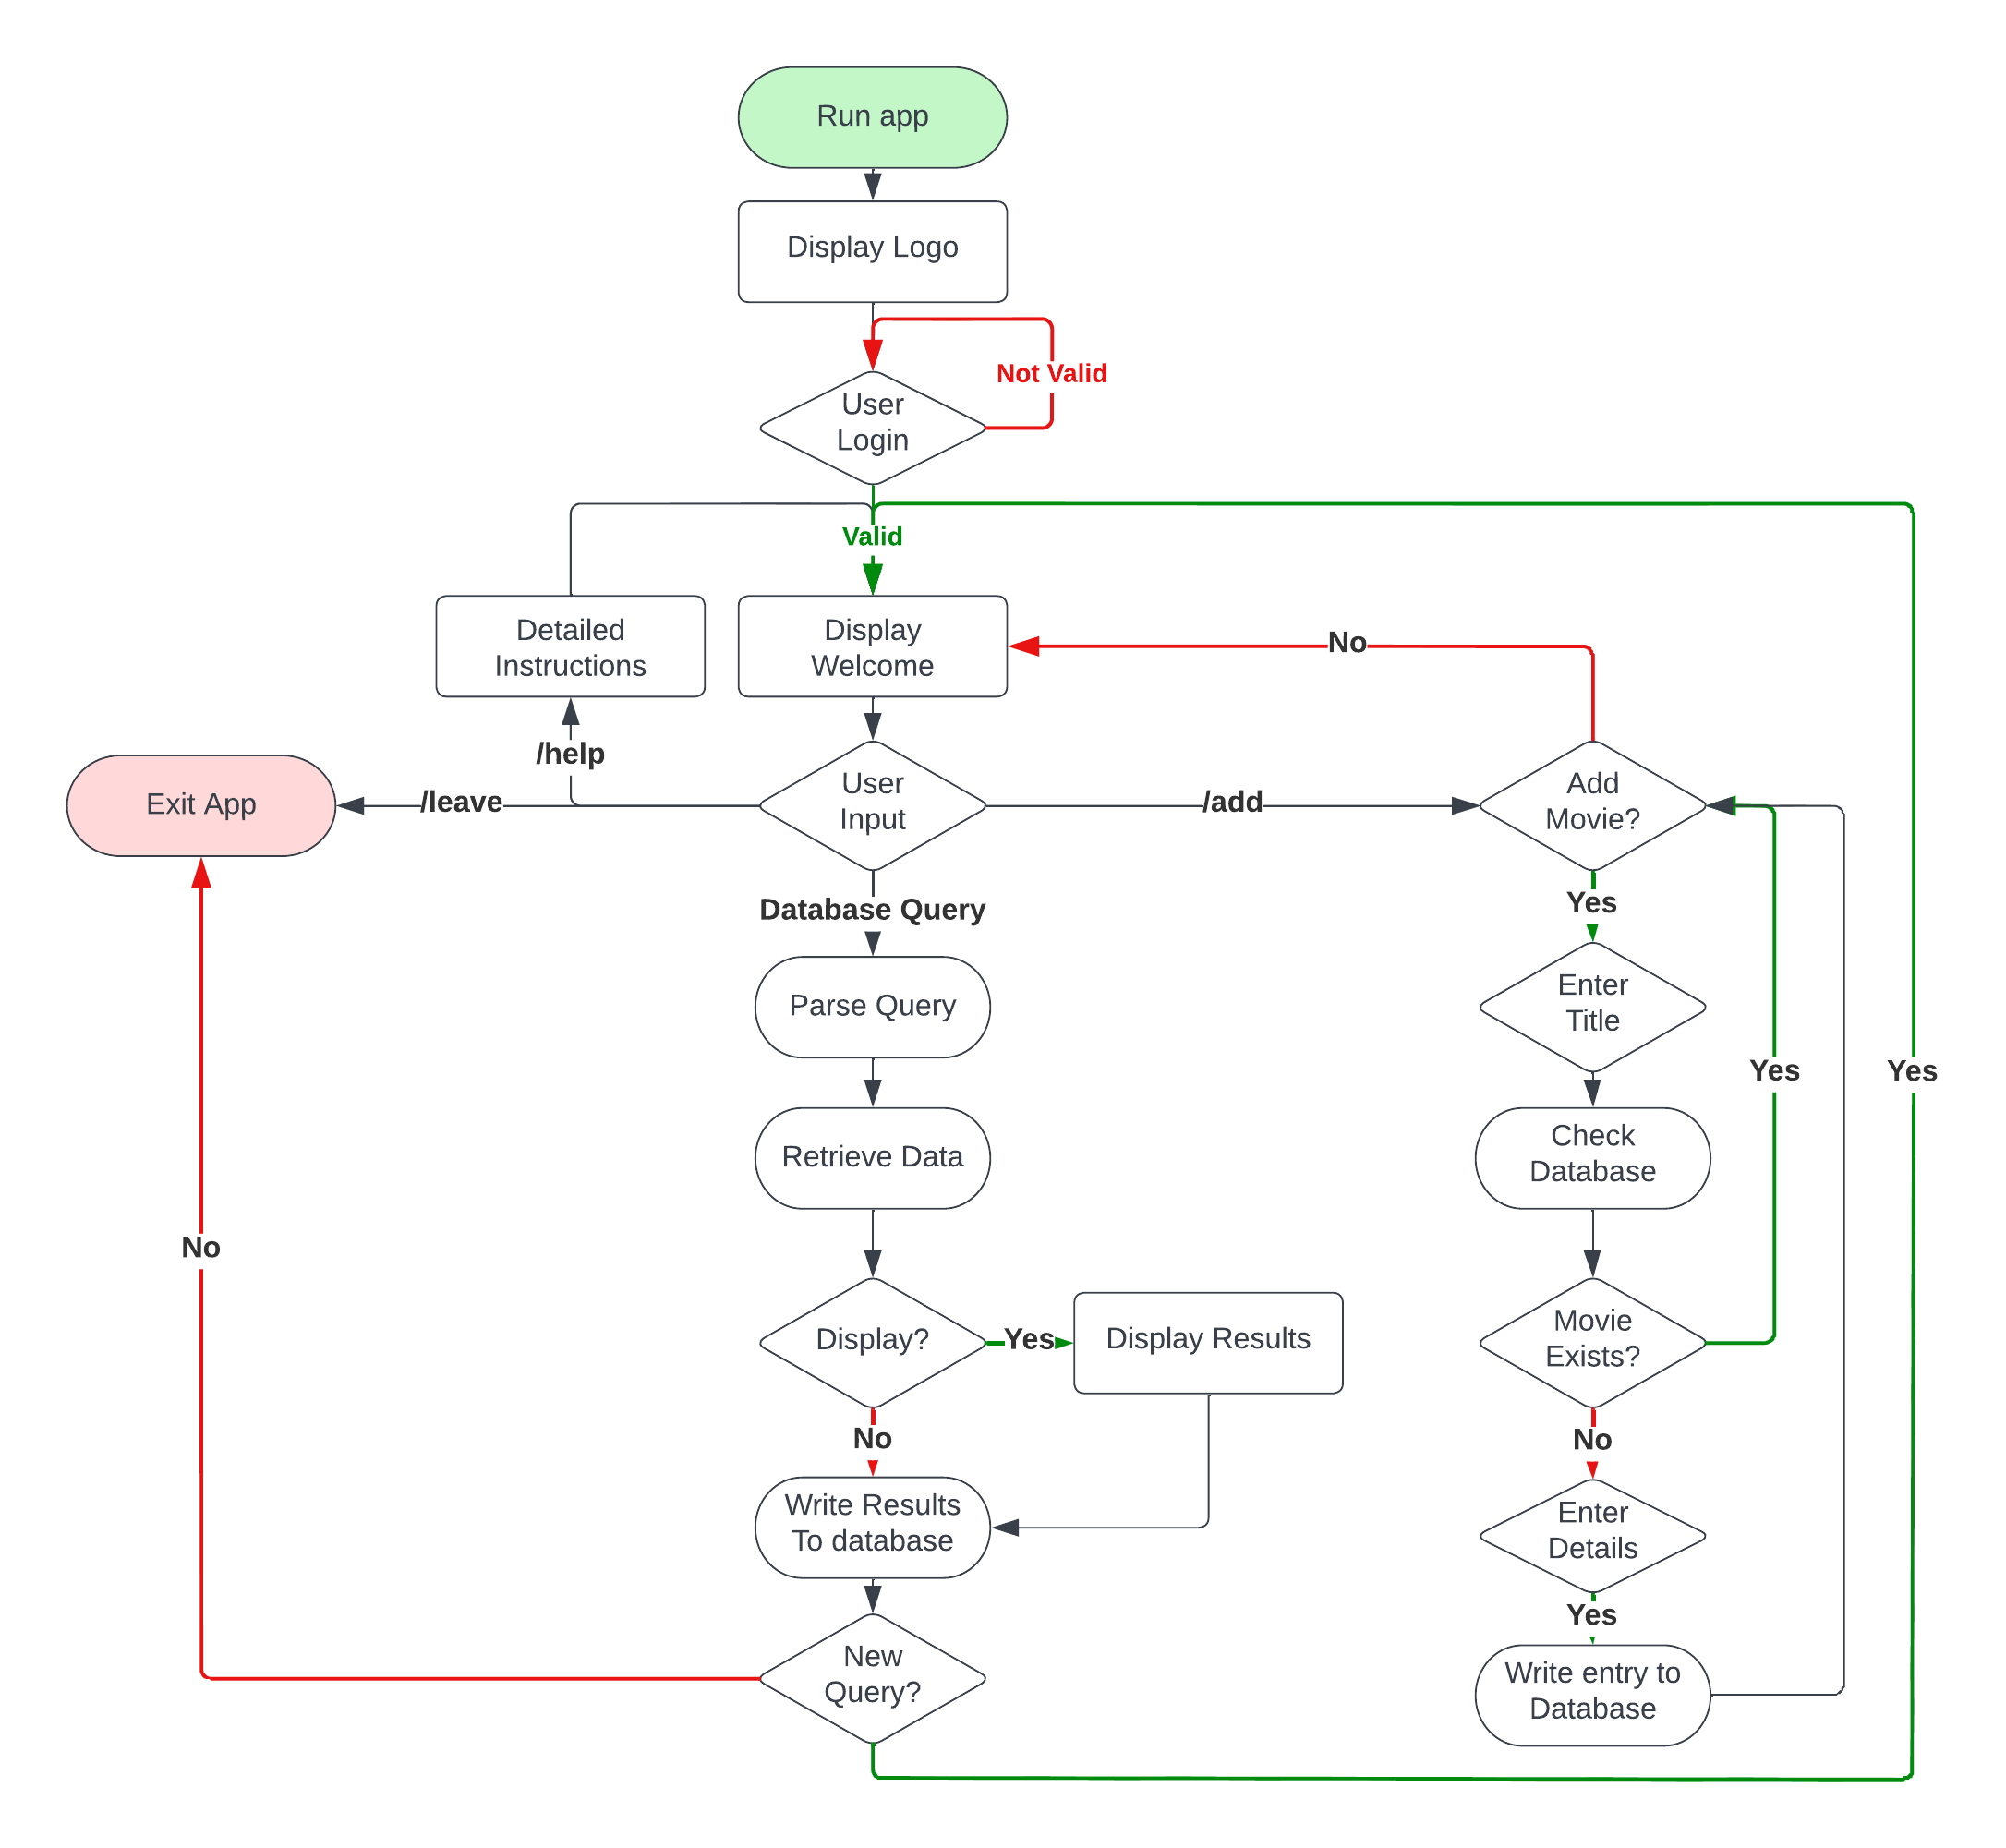 Run app
Display Logo
Not Valid
User
Login
Valid
Detailed
Instructions
Display
Welcome
No
/help
Exit App
/leave
User
Input
/add
Add
Movie?
Database Query
Yes
Parse Query
Enter
Title
Yes
Yes
Retrieve Data
Check
Database
No
Display?
Yes
Display Results
Movie
Exists?
No
No
Write Results
To database
Enter
Details
Yes
New
Query?
Write entry to
Database